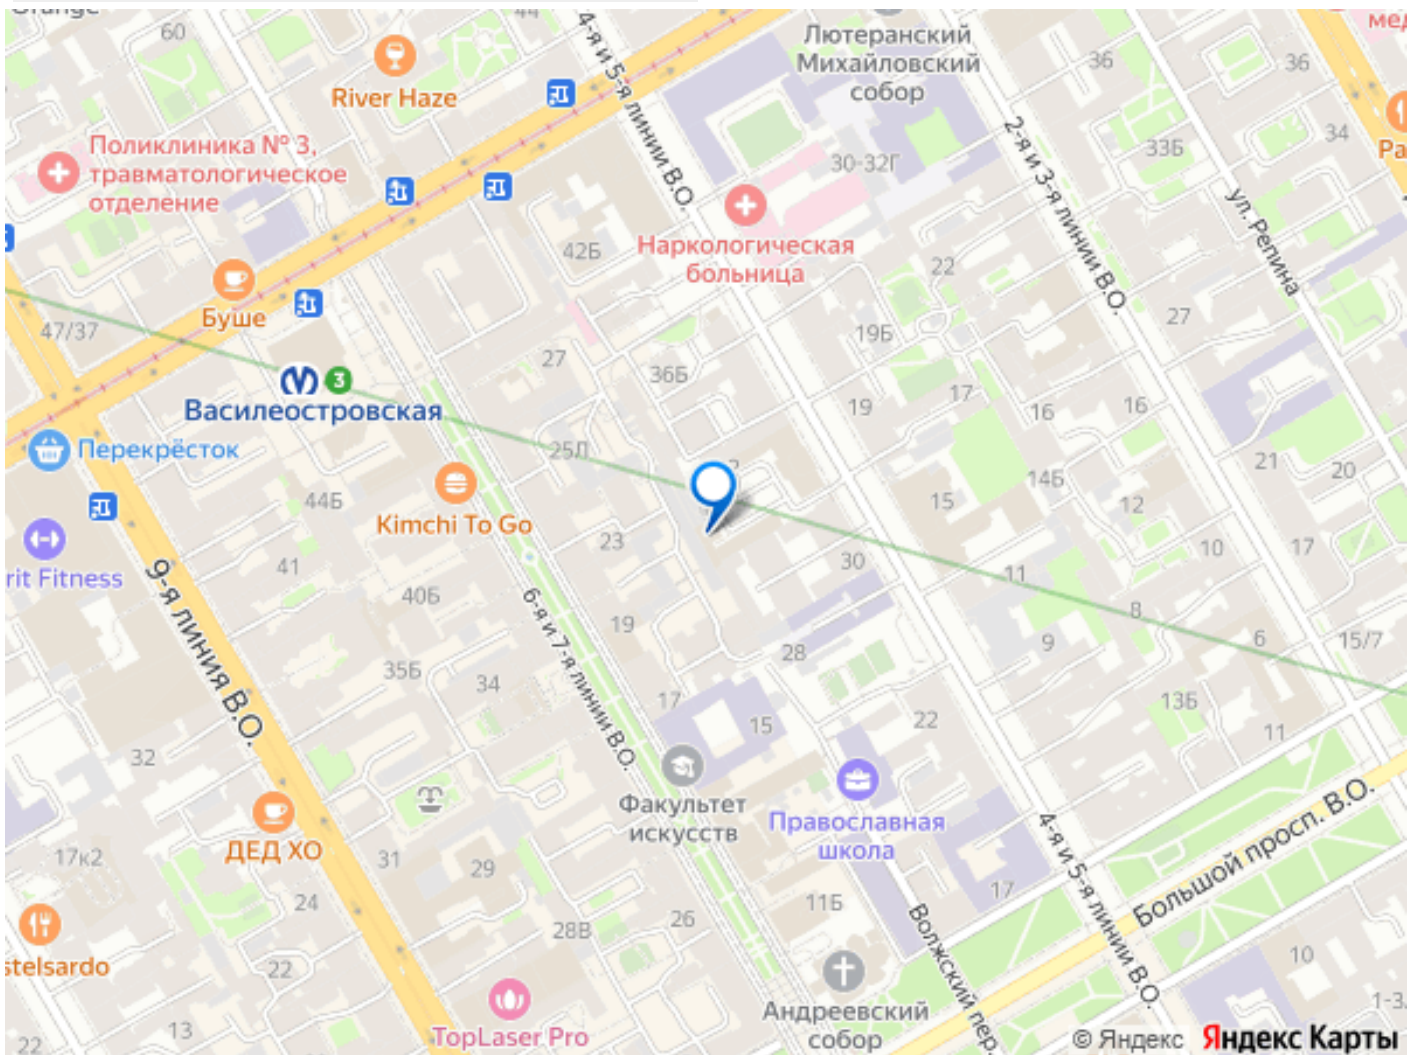 60
44
River Haze
Лютеранский
Михайловский
собор
36
36
34
33Б
30-32Г
Поликлиника № 3,
травматологическое
отделение
4-я и 5-я линии В.О.
2-я и 3-я линии В.О.
ул. Репина
Наркологическая
больница
42Б
22
27
Буше
47/37
19Б
27
36Б
3
Василеостровская
17
19
16
16
Перекрёсток
25Л
21
20
14Б
44Б
Kimchi To Go
15
12
23
41
30
10
17
11
rit Fitness
9-я линия В.О.
40Б
6-я и 7-я линии В.О.
19
8
9
6
15/7
28
35Б
34
17
15
22
13Б
11
32
Факультет
искусств
Православная
школа
4-я и 5-я линии В.О.
Большой просп. В.О.
ДЕД ХО
17к2
31
29
24
17
11Б
26
28В
Волжский пер.
stelsardo
22
10
Андреевский
собор
TopLaser Pro
13
22
© Яндекс Яндекс Карты